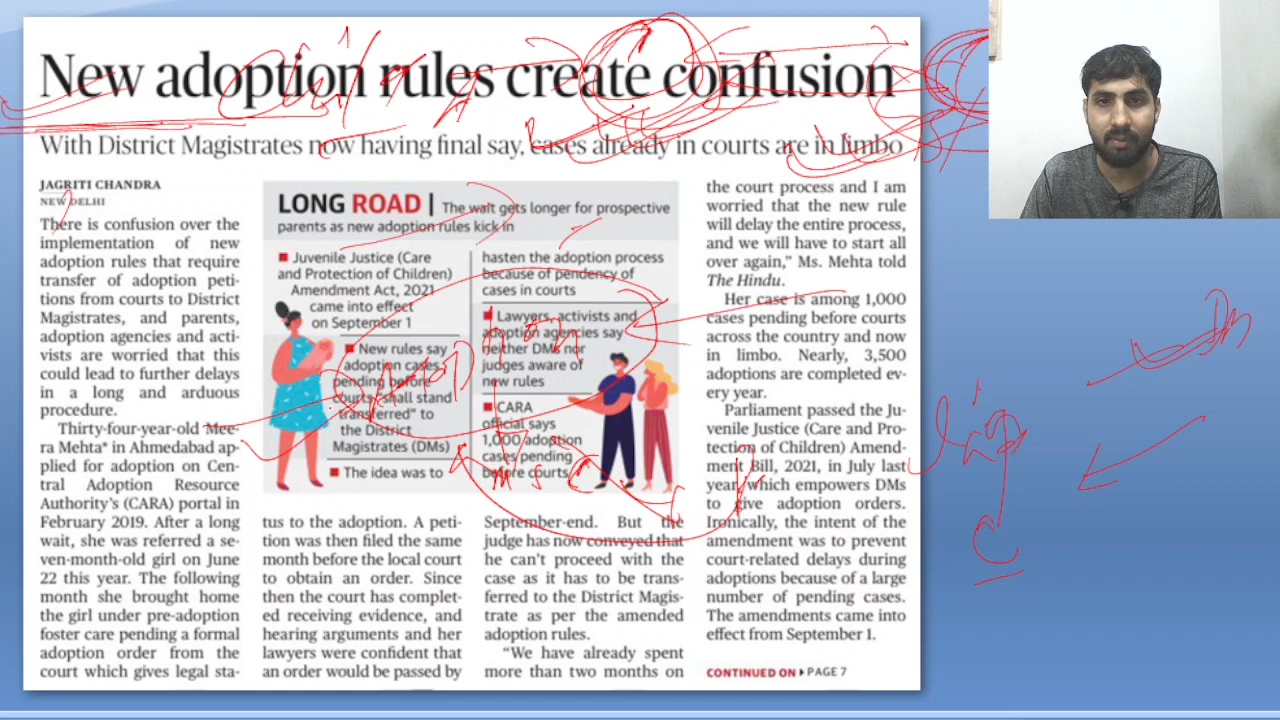 New adoption rules create confusion
With District Magistrates now having final say, cases already in courts are in limbo
JAGRITI CHANDRA
NEW DELHI
There is confusion over the
implementation of new
adoption rules that require
transfer of adoption peti-
tions from courts to District
Magistrates, and parents,
adoption agencies and acti-
vists are worried that this
could lead to further delays
in a long and arduous
procedure.
Thirty-four-year-old Mee-
ra Mehta* in Ahmedabad ap-
plied for adoption on Cen-
tral Adoption Resource
Authority's (CARA) portal in
February 2019. After a long
wait, she was referred a se-
ven-month-old girl on June
22 this year. The following
month she brought home
the girl under pre-adoption
foster care pending a formal
adoption order from the
court which gives legal sta-
LONG ROAD | The wait gets longer for prospective
parents as new adoption rules kick in
Juvenile Justice (Care
and Protection of Children)
Amendment Act, 2021
came into effect
on September 1
New rules say
adoption cases
pending before
courts "shall stand
transferred" to
the District
Magistrates (DMs)
The idea was to
hasten the adoption process
because of pendency of
cases in courts
Lawyers, activists and
adoption agencies say
neither DMs nor
judges aware of
new rules
CARA
official says
1,000 adoption
cases pending
before courts
tus to the adoption. A peti-
tion was then filed the same
month before the local court
to obtain an order. Since
then the court has complet-
ed receiving evidence, and
hearing arguments and her
lawyers were confident that
an order would be passed by
September-end. But the
judge has now conveyed that
he can't proceed with the
case as it has to be trans-
ferred to the District Magis-
trate as per the amended
adoption rules.
"We have already spent
more than two months on
the court process and I am
worried that the new rule
will delay the entire process,
and we will have to start all
over again," Ms. Mehta told
The Hindu.
Her case is among 1,000
cases pending before courts
across the country and now
in limbo. Nearly, 3,500
adoptions are completed ev-
ery year.
Parliament passed the Ju-
venile Justice (Care and Pro-
tection of Children) Amend-
ment Bill, 2021, in July last
year, which empowers DMs
to give adoption orders.
Ironically, the intent of the
amendment was to prevent
court-related delays during
adoptions because of a large
number of pending cases.
The amendments came into
effect from September 1.
CONTINUED ON PAGE 7
Adoption